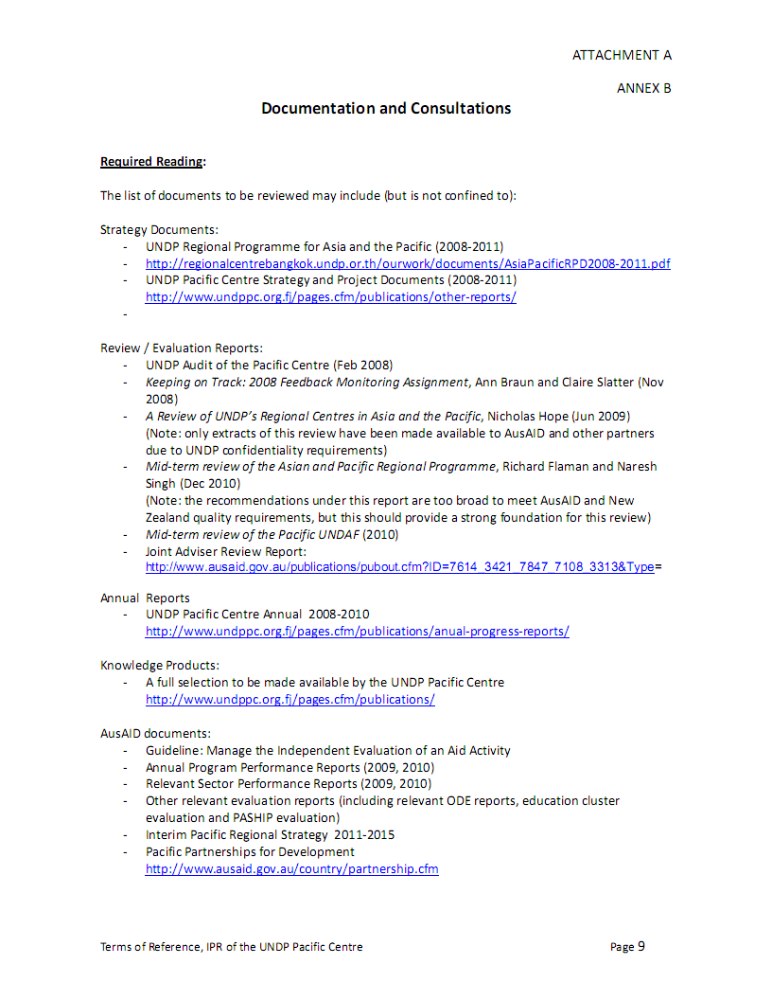 ATTACHMENT A
ANNEX B
Documentation and Consultations
Required Reading:
The list of documents to be reviewed may include (but is not confined to):
Strategy Documents:
- UNDP Regional Programme for Asia and the Pacific (2008-2011)
- http://regionalcentrebangkok.undp.or.th/ourwork/documents/AsiaPacificRPD2008-2011.pdf
- UNDP Pacific Centre Strategy and Project Documents (2008-2011)
http://www.undppc.org.fj/pages.cfm/publications/other-reports/
-
Review / Evaluation Reports:
- UNDP Audit of the Pacific Centre (Feb 2008)
- Keeping on Track: 2008 Feedback Monitoring Assignment, Ann Braun and Claire Slatter (Nov
2008)
- A Review of UNDP's Regional Centres in Asia and the Pacific, Nicholas Hope (Jun 2009)
(Note: only extracts of this review have been made available to AusAID and other partners
due to UNDP confidentiality requirements)
- Mid-term review of the Asian and Pacific Regional Programme, Richard Flaman and Naresh
Singh (Dec 2010)
(Note: the recommendations under this report are too broad to meet AusAID and New
Zealand quality requirements, but this should provide a strong foundation for this review)
- Mid-term review of the Pacific UNDAF (2010)
- Joint Adviser Review Report:
http://www.ausaid.gov.au/publications/pubout.cfm?ID=7614_3421_7847_7108_3313&Type=
Annual Reports
- UNDP Pacific Centre Annual 2008-2010
http://www.undppc.org.fj/pages.cfm/publications/anual-progress-reports/
Knowledge Products:
- A full selection to be made available by the UNDP Pacific Centre
http://www.undppc.org.fj/pages.cfm/publications/
AusAID documents:
- Guideline: Manage the Independent Evaluation of an Aid Activity
- Annual Program Performance Reports (2009, 2010)
- Relevant Sector Performance Reports (2009, 2010)
- Other relevant evaluation reports (including relevant ODE reports, education cluster
evaluation and PASHIP evaluation)
- Interim Pacific Regional Strategy 2011-2015
- Pacific Partnerships for Development
http://www.ausaid.gov.au/country/partnership.cfm
Terms of Reference, IPR of the UNDP Pacific Centre Page 9